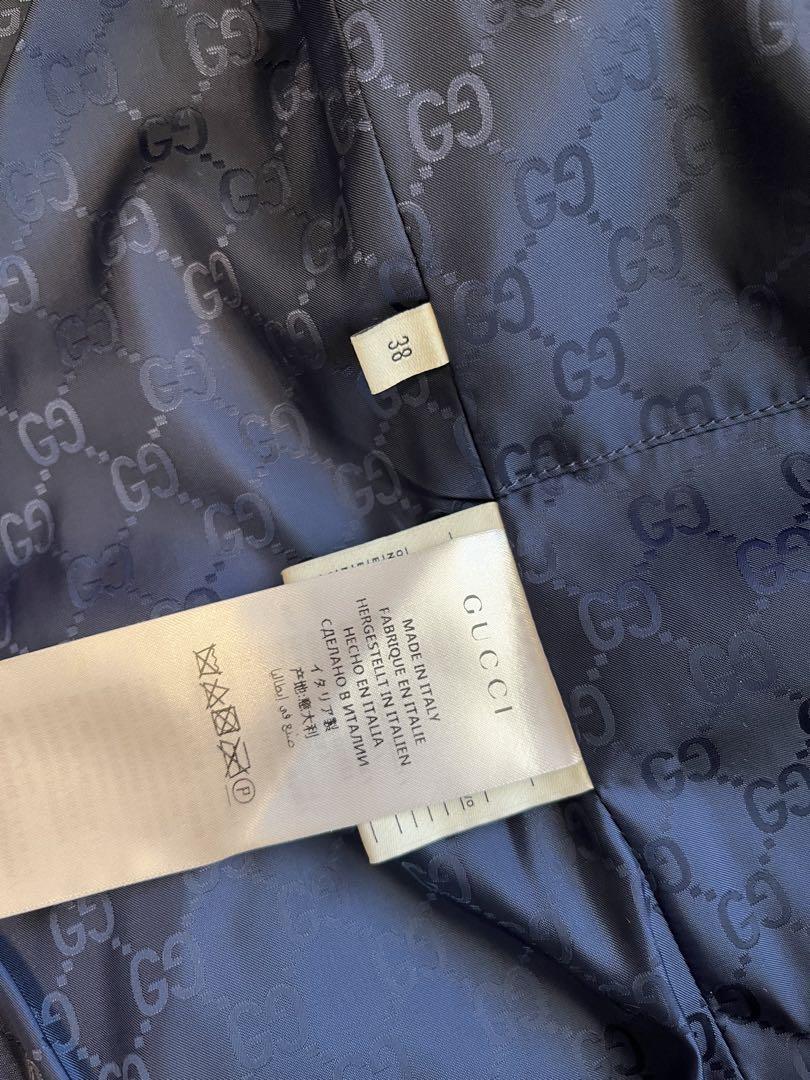 38
GUCCI
MADE IN ITALY
FABRIQUE EN ITALIE
HERGESTELLT IN ITALIEN
HECHO EN ITALIA
СДЕЛАНО В ИТАЛИИ
イタリア製
产地:意大利
صنع في إيطاليا
P